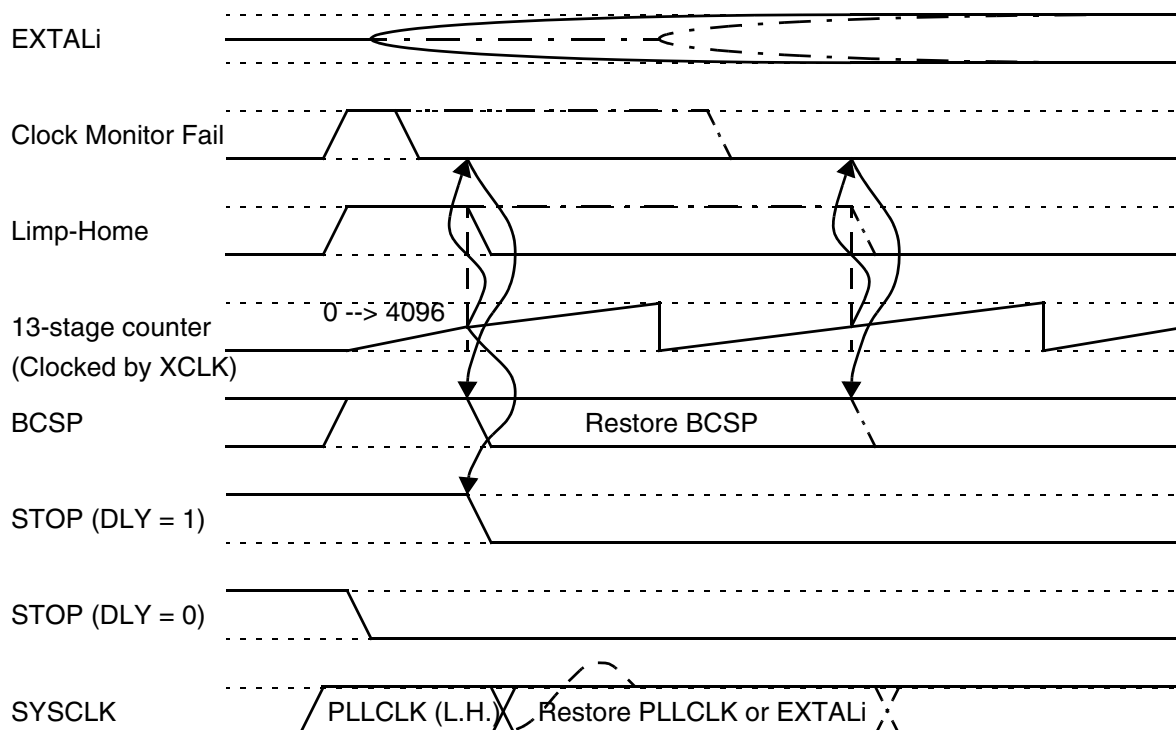 EXTALi
Clock Monitor Fail
Limp-Home
0 --> 4096
13-stage counter
(Clocked by XCLK)
BCSP
Restore BCSP
STOP (DLY = 1)
STOP (DLY = 0)
SYSCLK
PLLCLK (L.H.)
Restore PLLCLK or EXTALi